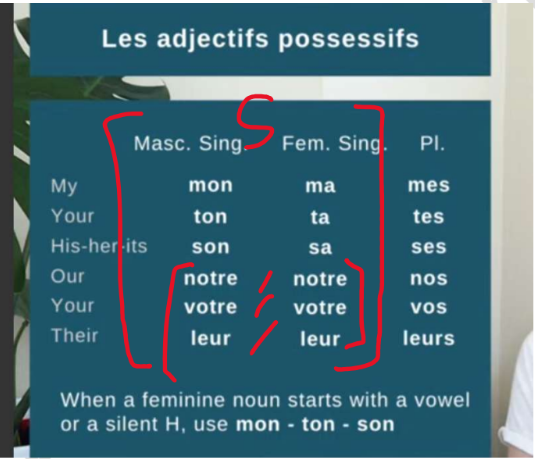 Les adjectifs possessifs
S
Masc. Sing. Fem. Sing. Pl.
My mon ma mes
Your ton ta tes
His-her-its son sa ses
Our notre notre nos
Your votre votre vos
Their leur leur leurs
When a feminine noun starts with a vowel
or a silent H, use mon - ton - son